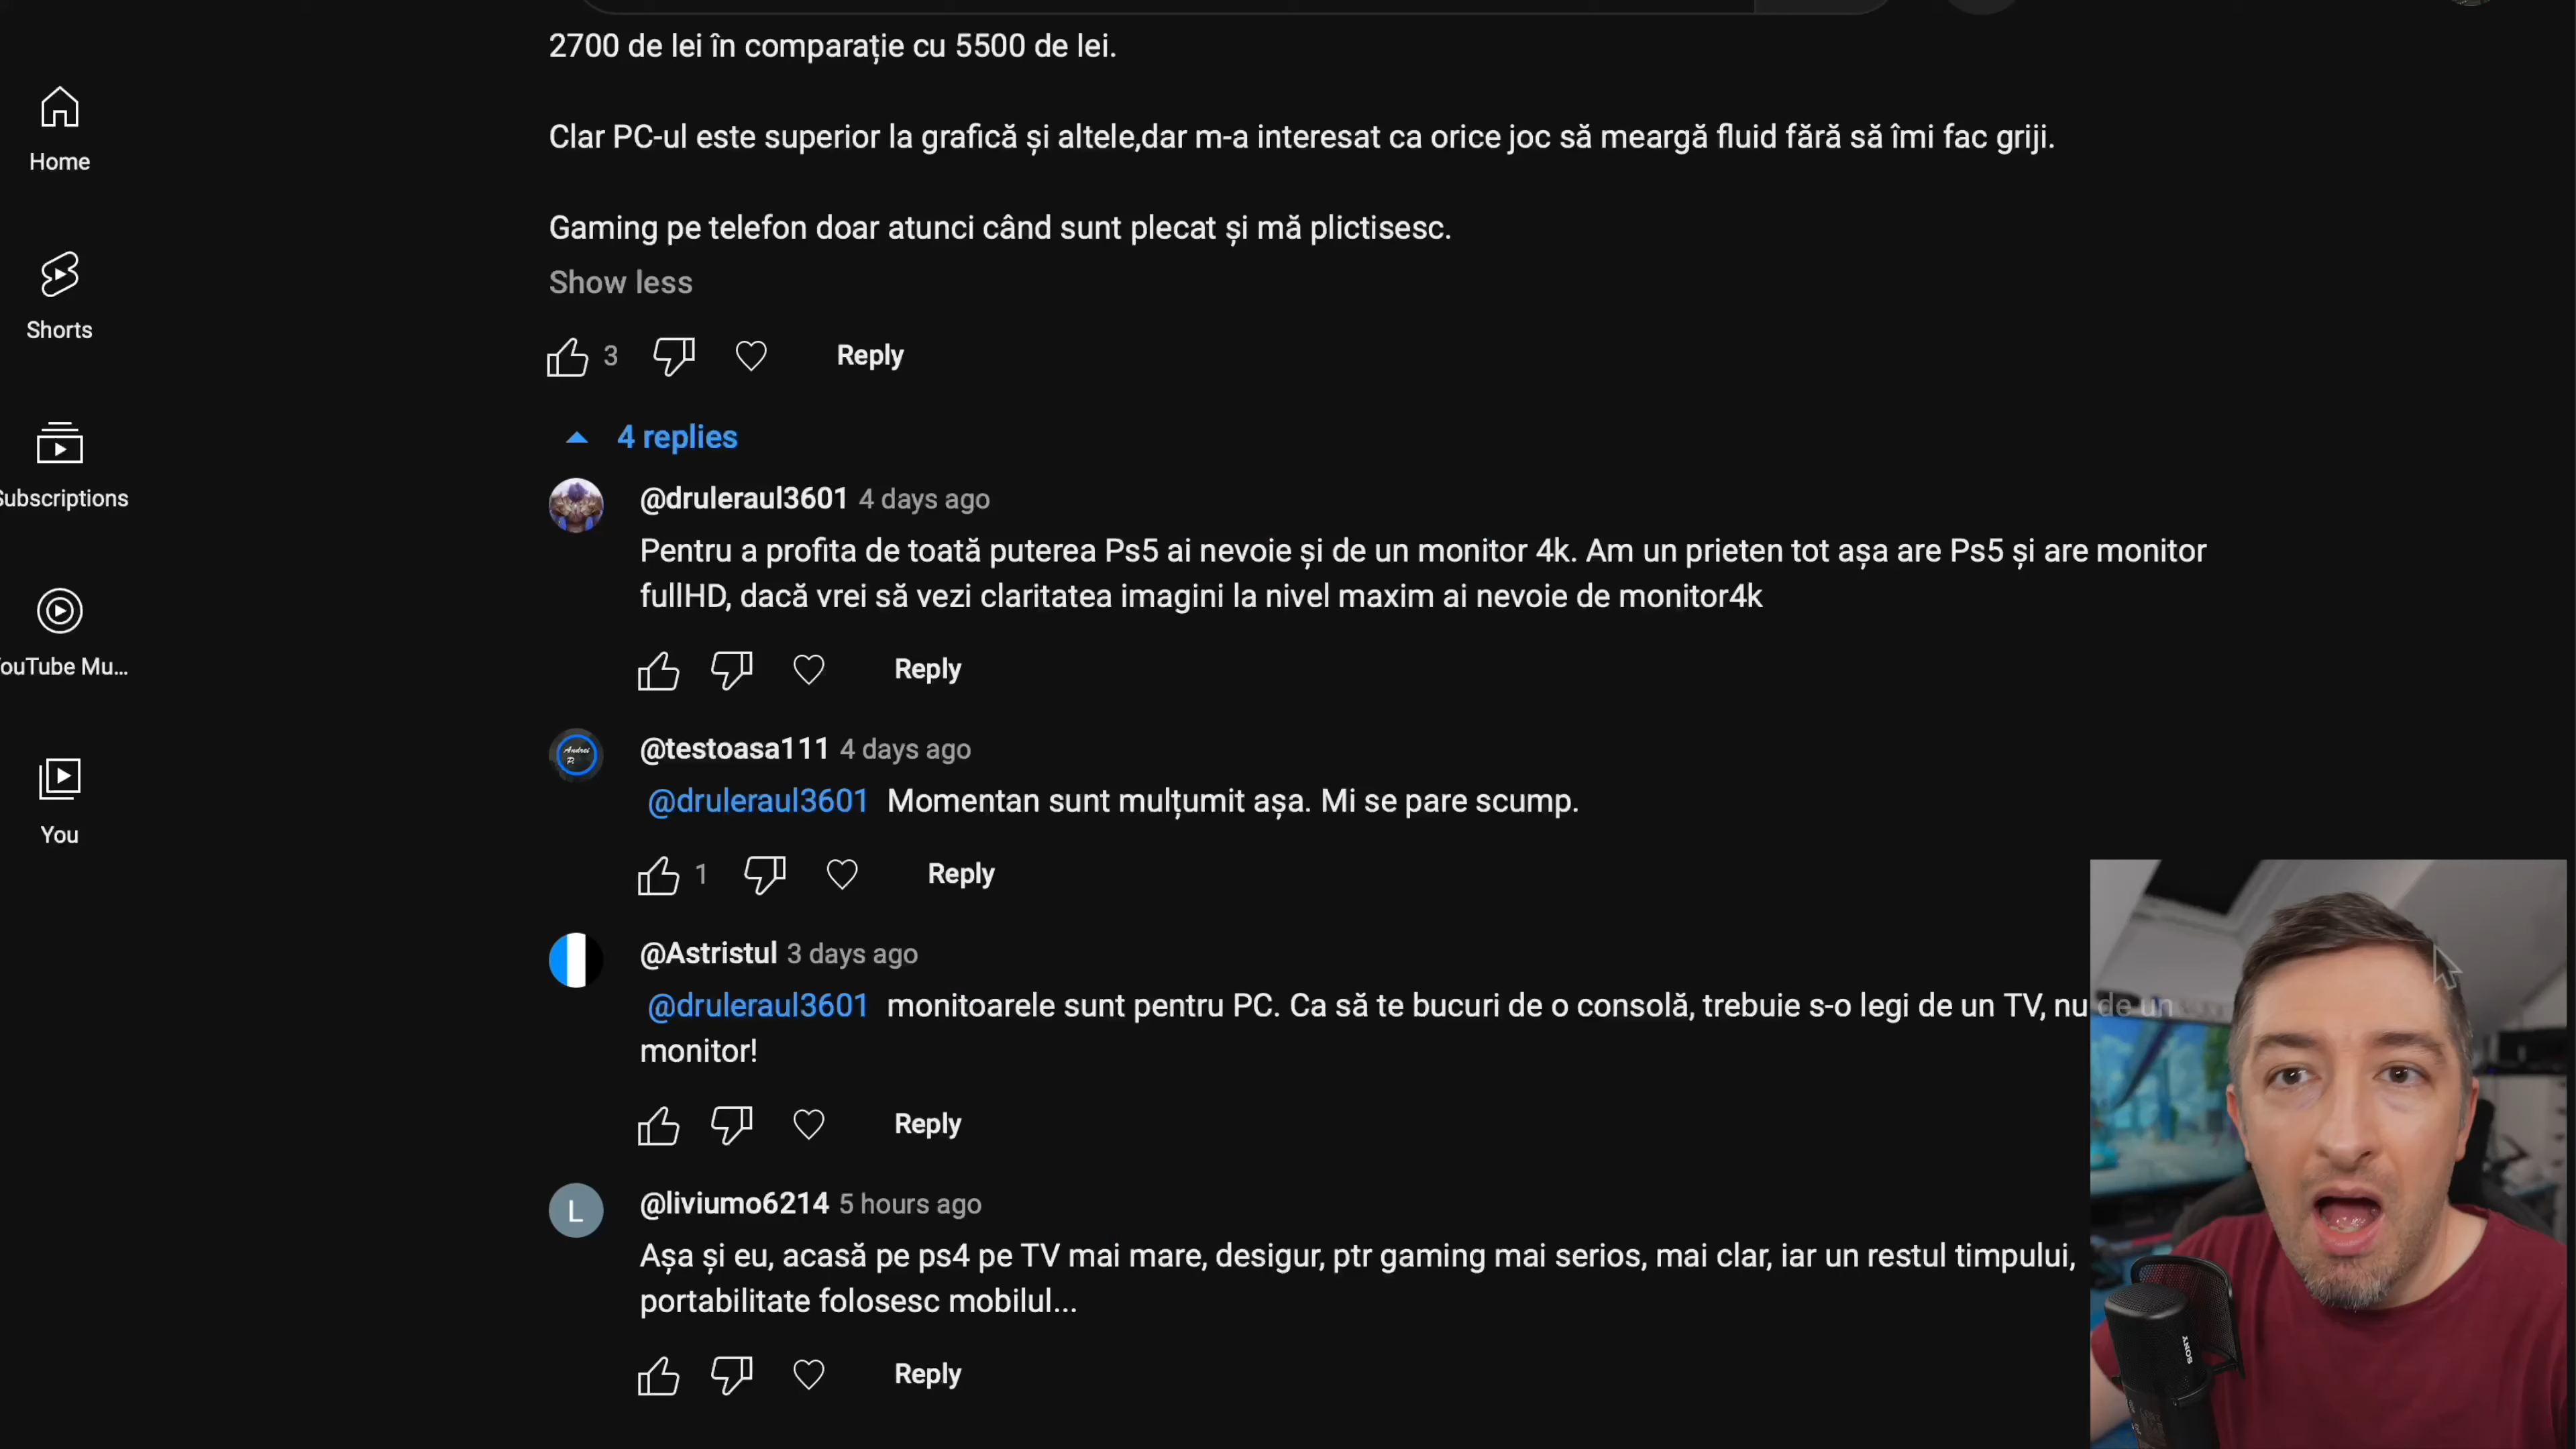 2700 de lei în comparație cu 5500 de lei.
Clar PC-ul este superior la grafică și altele,dar m-a interesat ca orice joc să meargă fluid fără să îmi fac griji.
Gaming pe telefon doar atunci când sunt plecat și mă plictisesc.
Show less
3
Reply
4 replies
@druleraul3601 4 days ago
Pentru a profita de toată puterea Ps5 ai nevoie și de un monitor 4k. Am un prieten tot așa are Ps5 și are monitor
fullHD, dacă vrei să vezi claritatea imagini la nivel maxim ai nevoie de monitor4k
Reply
Andrei
@testoasa111 4 days ago
@druleraul3601 Momentan sunt mulțumit așa. Mi se pare scump.
1
Reply
@Astristul 3 days ago
@druleraul3601 monitoarele sunt pentru PC. Ca să te bucuri de o consolă, trebuie s-o legi de un TV, nu de un
monitor!
Reply
L
@liviumo6214 5 hours ago
Așa și eu, acasă pe ps4 pe TV mai mare, desigur, ptr gaming mai serios, mai clar, iar un restul timpului,
portabilitate folosesc mobilul...
Reply
Home
Shorts
Subscriptions
YouTube Mu...
You
SONY